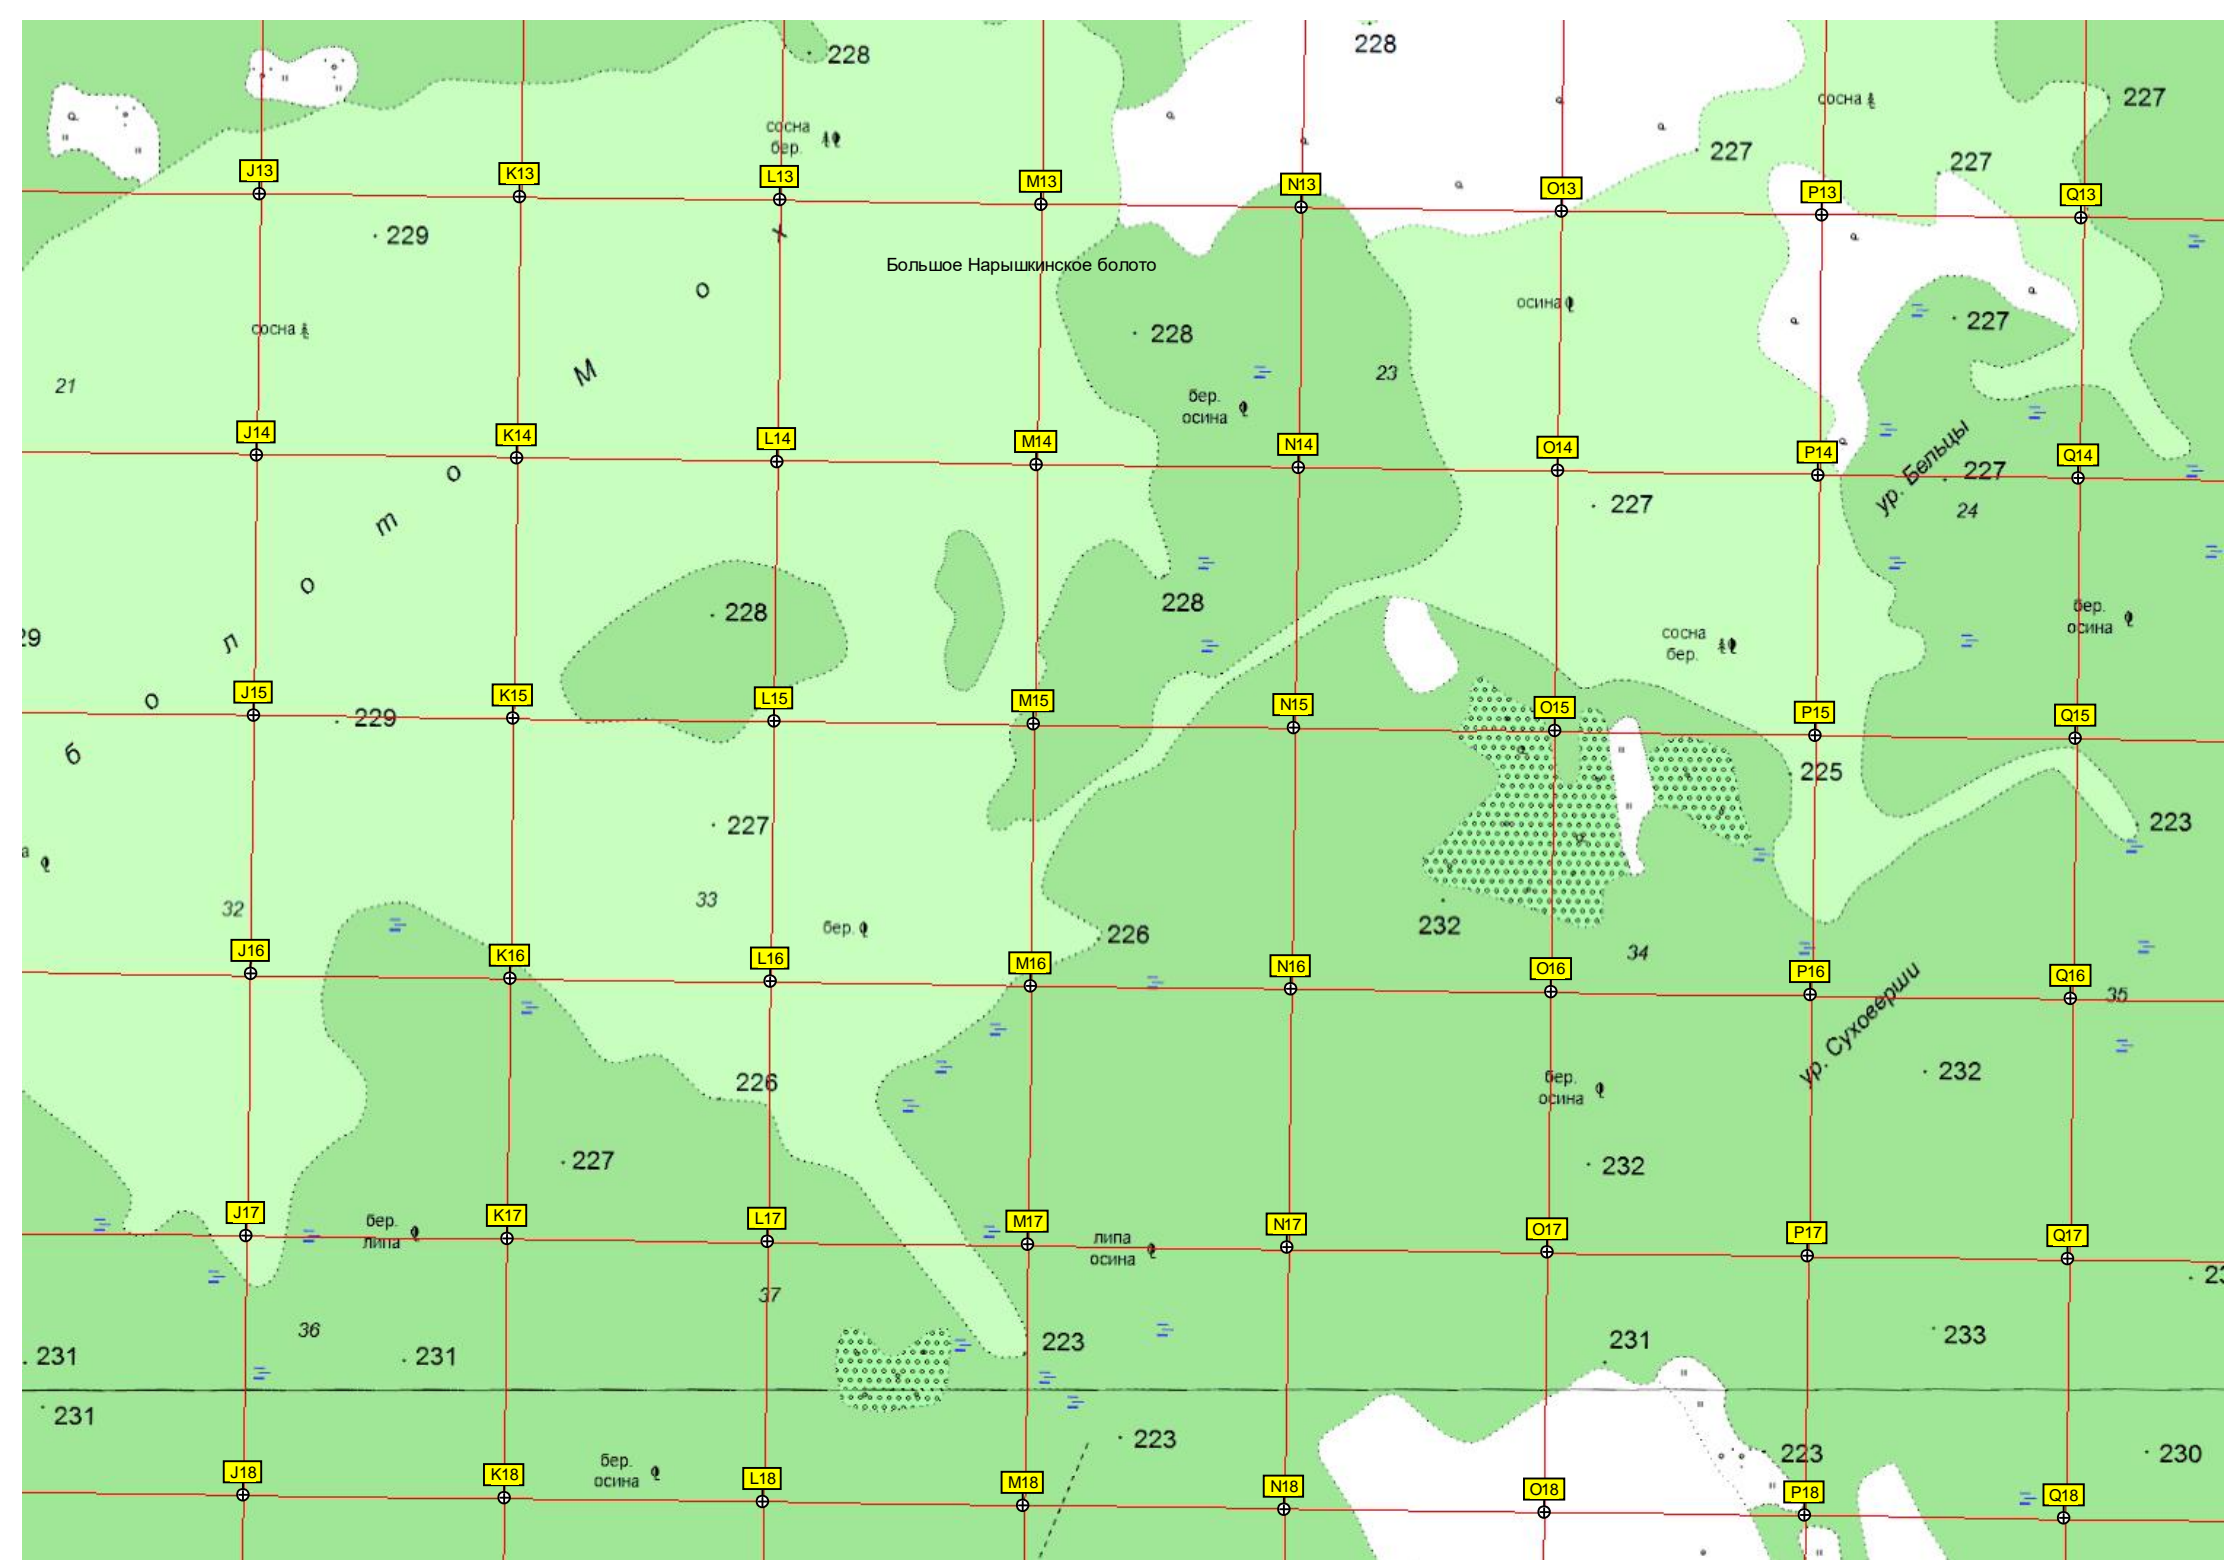 228
228
227
сосна
сосна
бер.
227
227
J13
K13
L13
M13
N13
O13
P13
Q13
229
х
Большое Нарышкинское болото
о
осина
сосна
228
227
М
21
23
бер.
осина
J14
K14
L14
M14
N14
O14
P14
Q14
ур. Бельцы
о
227
т
227
24
о
228
228
бер.
осина
29
л
сосна
бер.
J15
K15
L15
M15
N15
O15
P15
Q15
о
229
б
225
227
223
а
32
33
бер.
226
232
34
J16
K16
L16
M16
N16
O16
P16
Q16
35
ур. Суховерши
226
232
бер.
осина
227
232
J17
K17
L17
M17
N17
O17
P17
Q17
бер.
липа
липа
осина
23
37
36
223
231
233
231
231
231
223
223
230
бер.
осина
J18
K18
L18
M18
N18
O18
P18
Q18